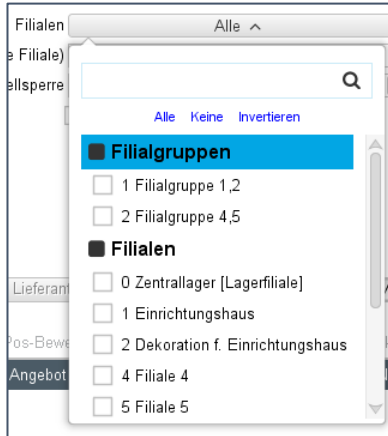 Filialen Alle
e Filiale)
ellsperre
Alle Keine Invertieren
Filialgruppen
1 Filialgruppe 1,2
2 Filialgruppe 4,5
Filialen
0 Zentrallager [Lagerfiliale]
Lieferant
1 Einrichtungshaus
Pos-Bewe
2 Dekoration f. Einrichtungshaus
Angebot
4 Filiale 4
5 Filiale 5